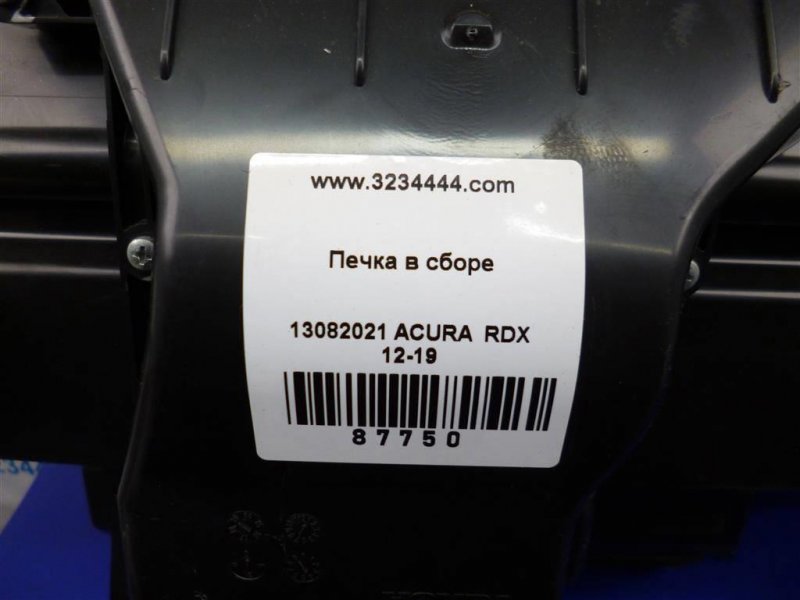 P
www.3234444.com
Печка в сборе
13082021 ACURA RDX
12-19
87750